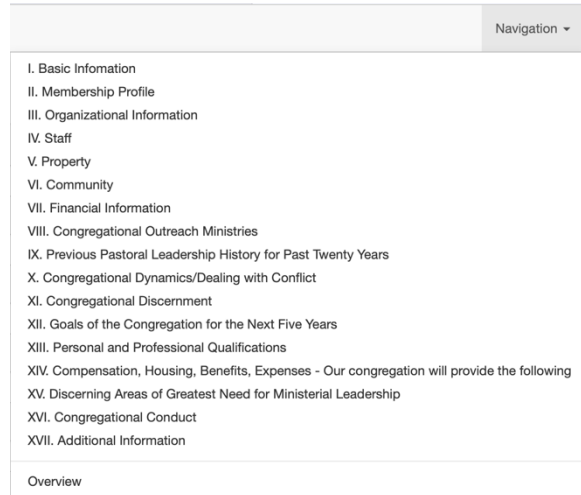 Navigation
I. Basic Infomation
II. Membership Profile
III. Organizational Information
IV. Staff
V. Property
VI. Community
VII. Financial Information
VIII. Congregational Outreach Ministries
IX. Previous Pastoral Leadership History for Past Twenty Years
X. Congregational Dynamics/Dealing with Conflict
XI. Congregational Discernment
XII. Goals of the Congregation for the Next Five Years
XIII. Personal and Professional Qualifications
XIV. Compensation, Housing, Benefits, Expenses - Our congregation will provide the following
XV. Discerning Areas of Greatest Need for Ministerial Leadership
XVI. Congregational Conduct
XVII. Additional Information
Overview